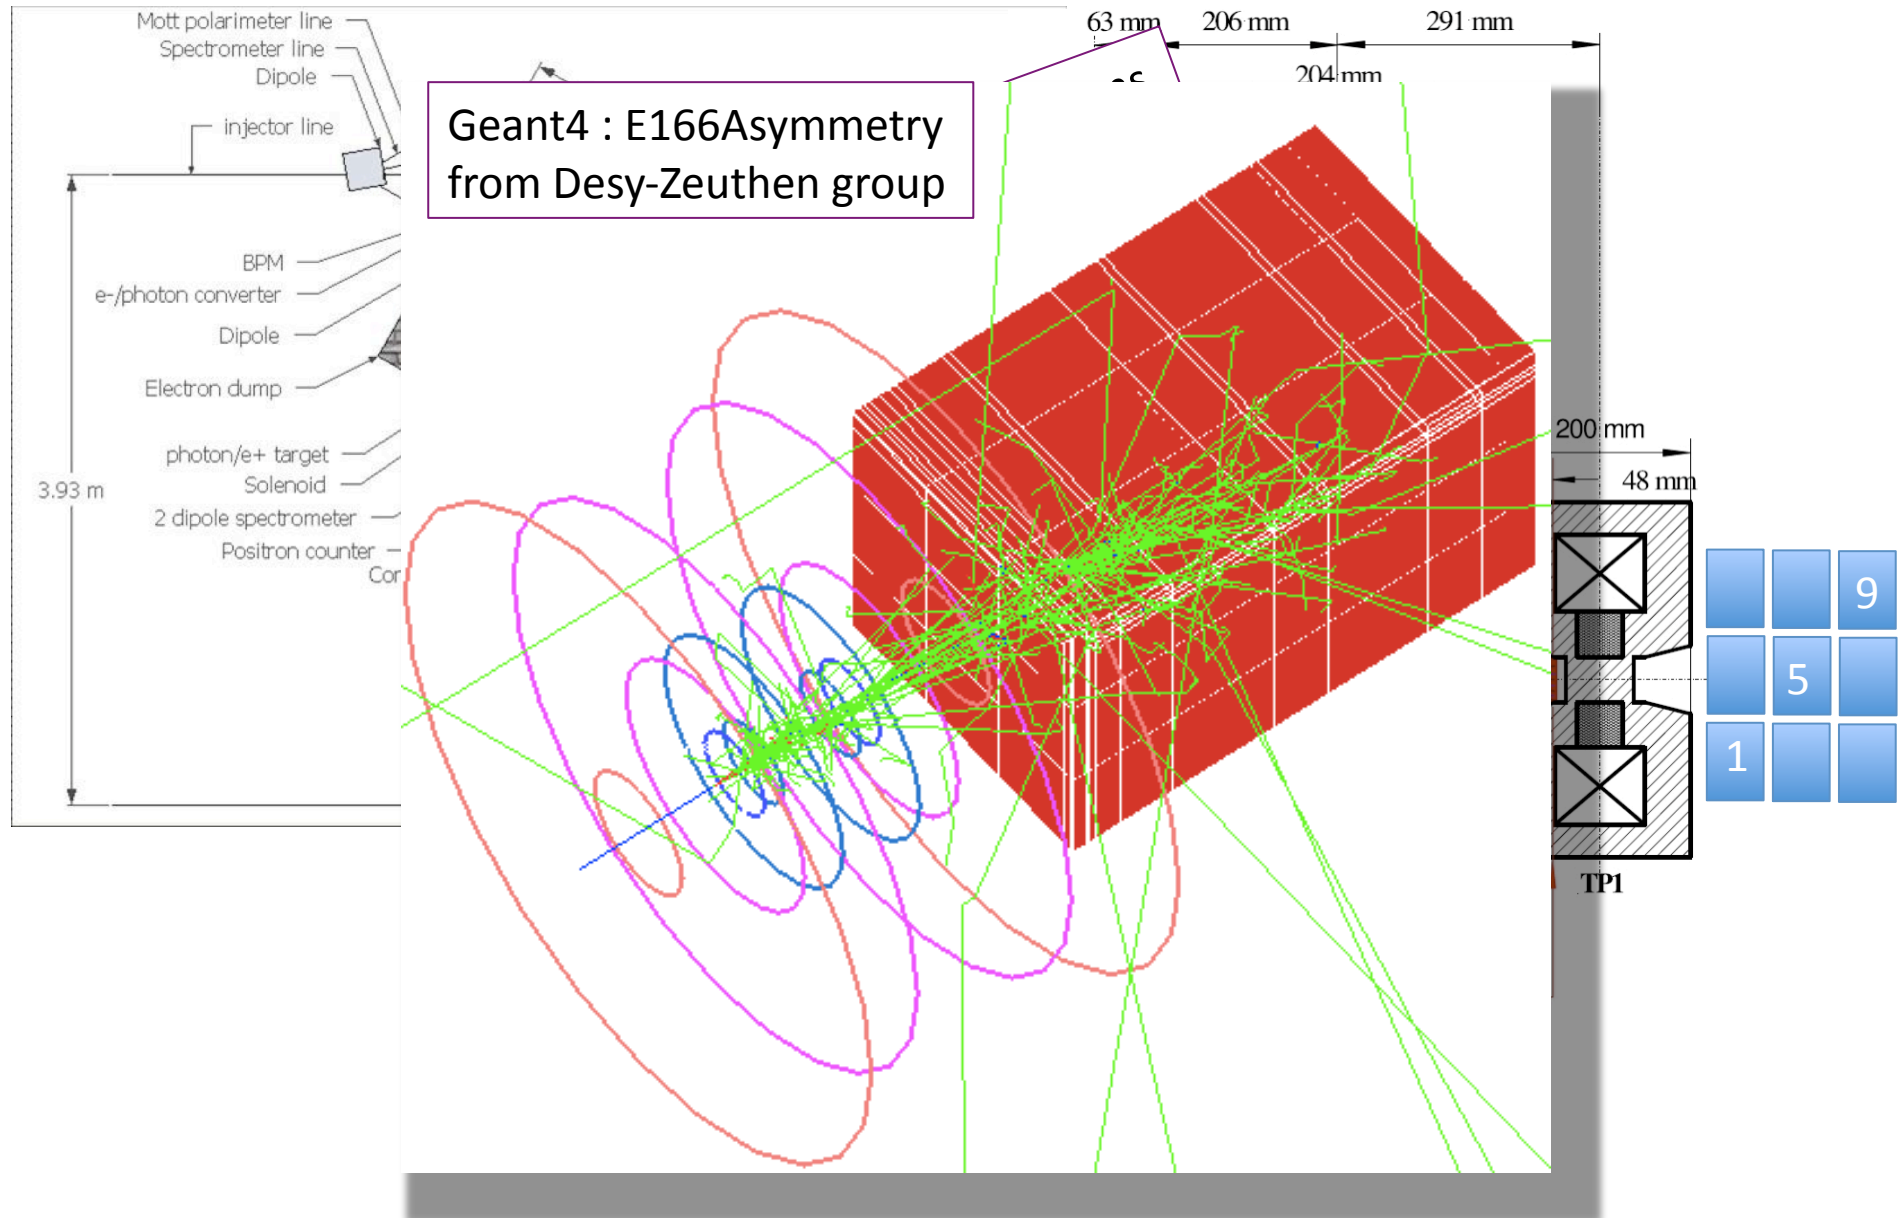 Mott polarimeter line
Spectrometer line
Dipole
injector line
BPM
e-/photon converter
Dipole
Electron dump
photon/e+ target
Solenoid
3.93 m
2 dipole spectrometer
Positron counter
Geant4 : E166Asymmetry
from Desy-Zeuthen group
63 mm
206 mm
291 mm
204 mm
200 mm
48 mm
TP1
9
5
1